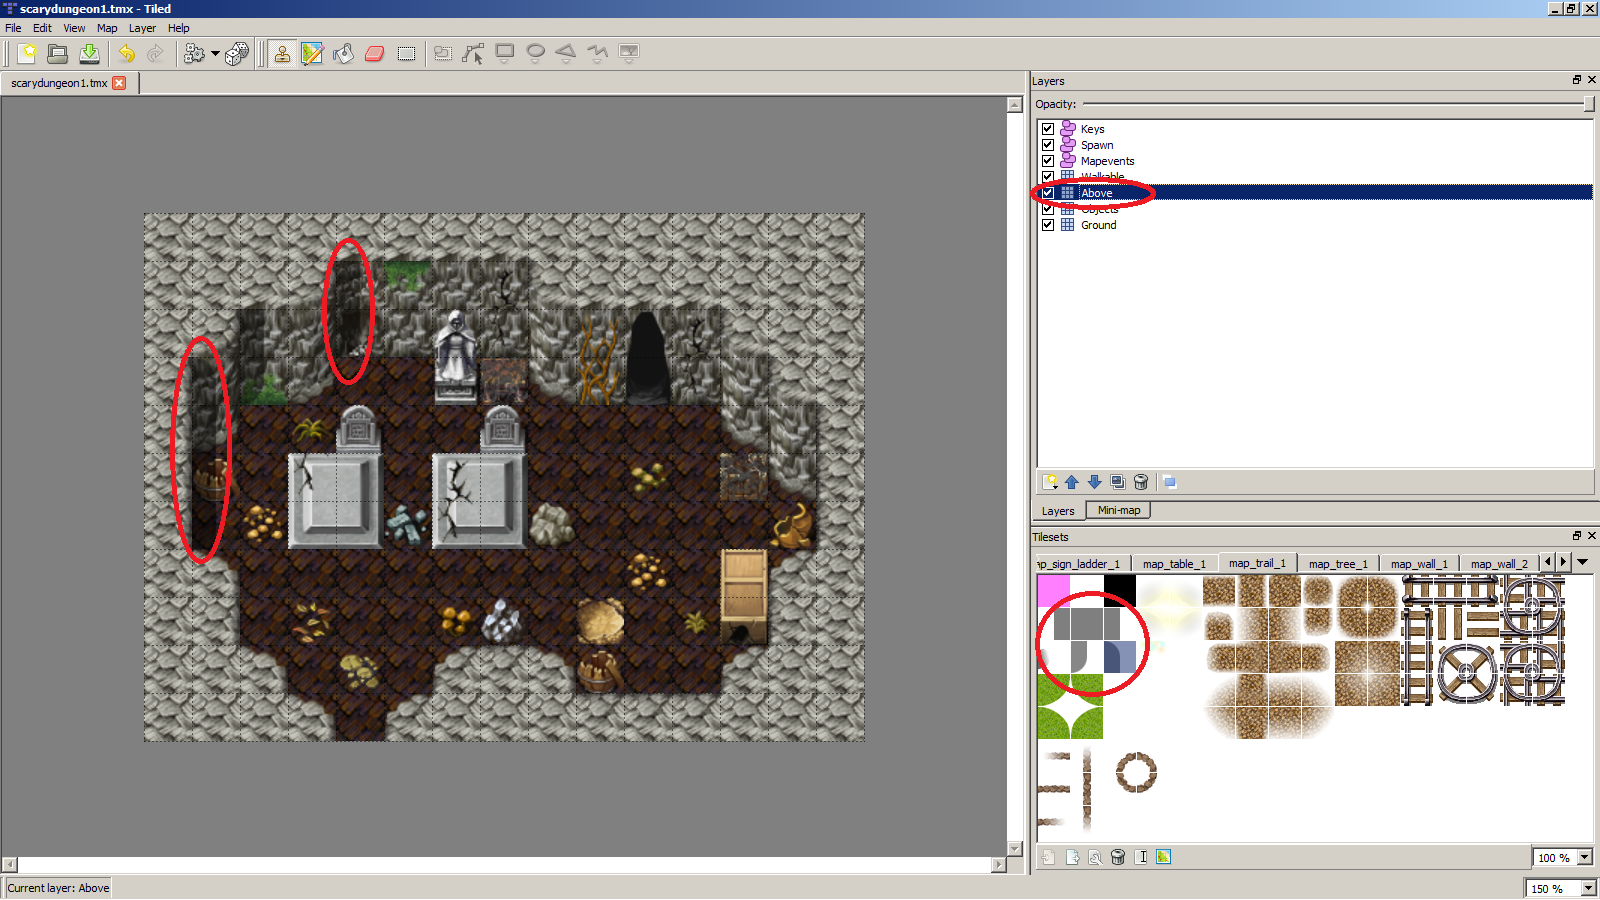 scarydungeon1.tmx - Tiled
File Edit View Map Layer Help
scarydungeon1.tmx
Layers
Opacity:
Keys
Spawn
Mapevents
Walkable
Above
Objects
Ground
Layers Mini-map
Tilesets
ap_sign_ladder_1 map_table_1 map_trail_1 map_tree_1 map_wall_1 map_wall_2
100 %
Current layer: Above
150 %